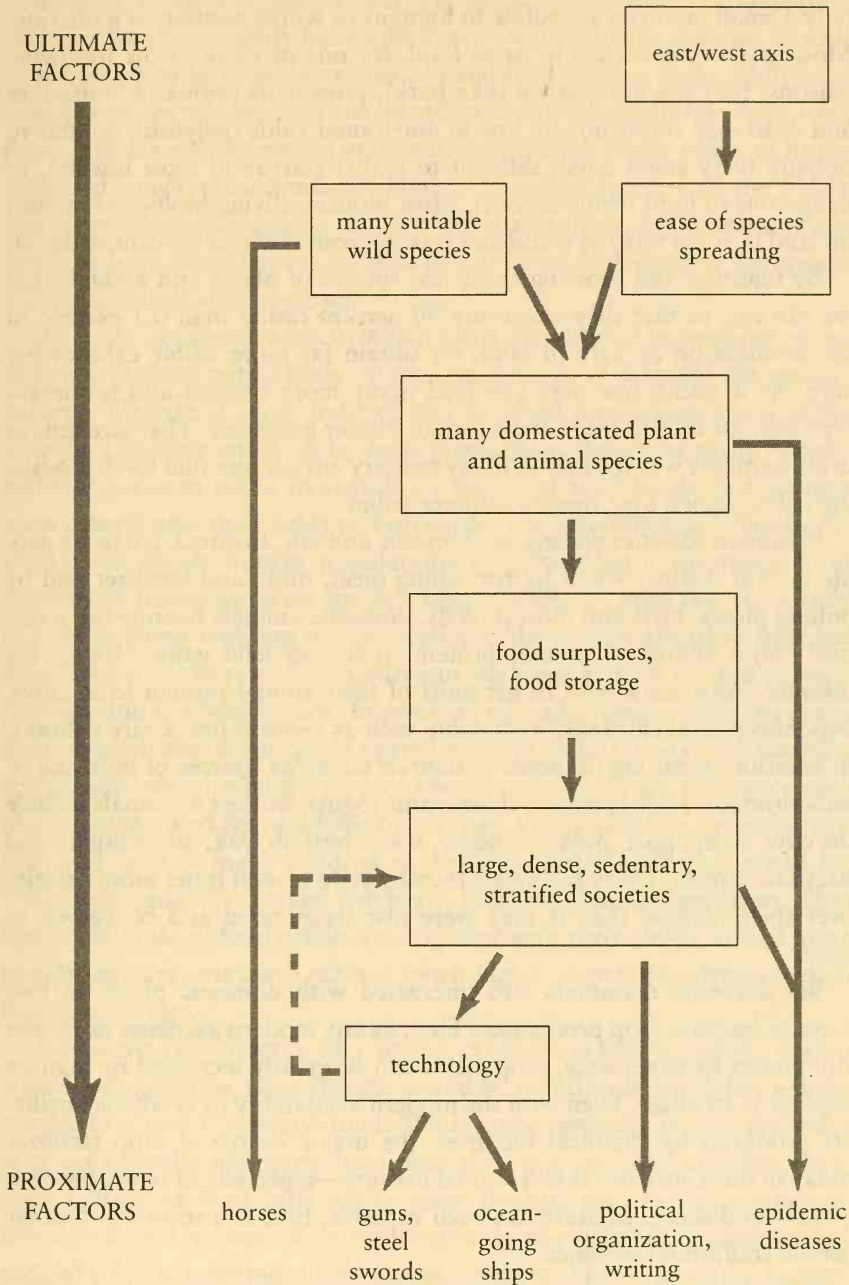 ULTIMATE
FACTORS
east/west axis
many suitable
wild species
ease of species
spreading
many domesticated plant
and animal species
food surpluses,
food storage
large, dense, sedentary,
stratified societies
technology
PROXIMATE
FACTORS
horses
guns,
steel
swords
ocean-
going
ships
political
organization,
writing
epidemic
diseases